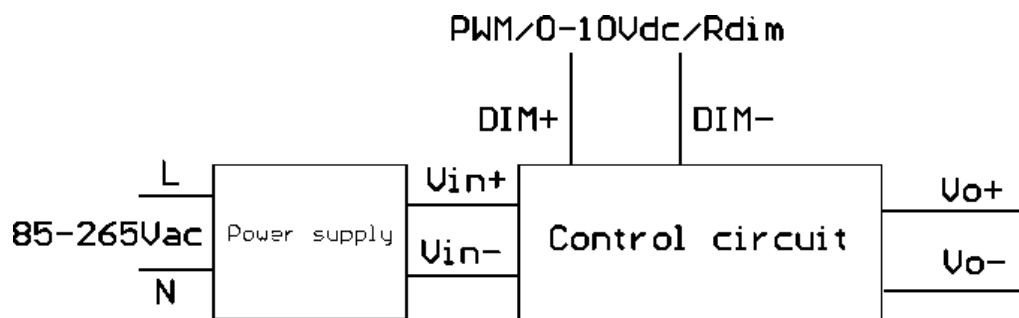 PWM/0-10Vdc/Rdim
DIM+ DIM-
L
Vin+
Vo+
85-265Vac
Power supply
Control circuit
Vin-
Vo-
N